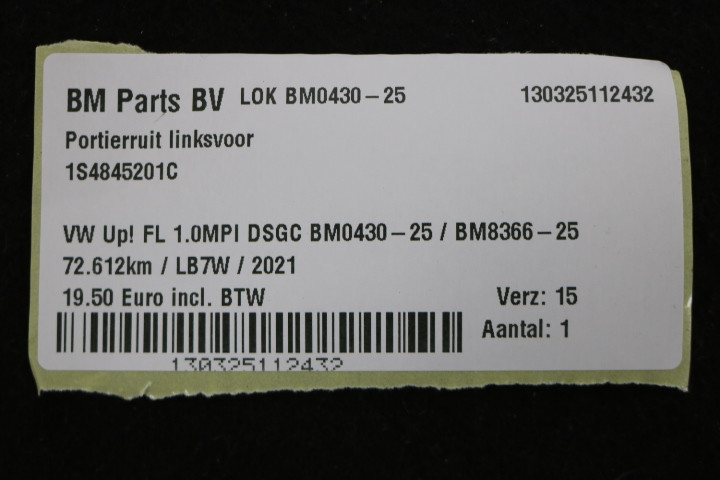 BM Parts BV LOK BM0430-25 130325112432
Portierruit linksvoor
1S4845201C
VW Up! FL 1.0MPI DSGC BM0430-25 / BM8366-25
72.612km / LB7W / 2021
19.50 Euro incl. BTW Verz: 15
Aantal: 1
130325112432